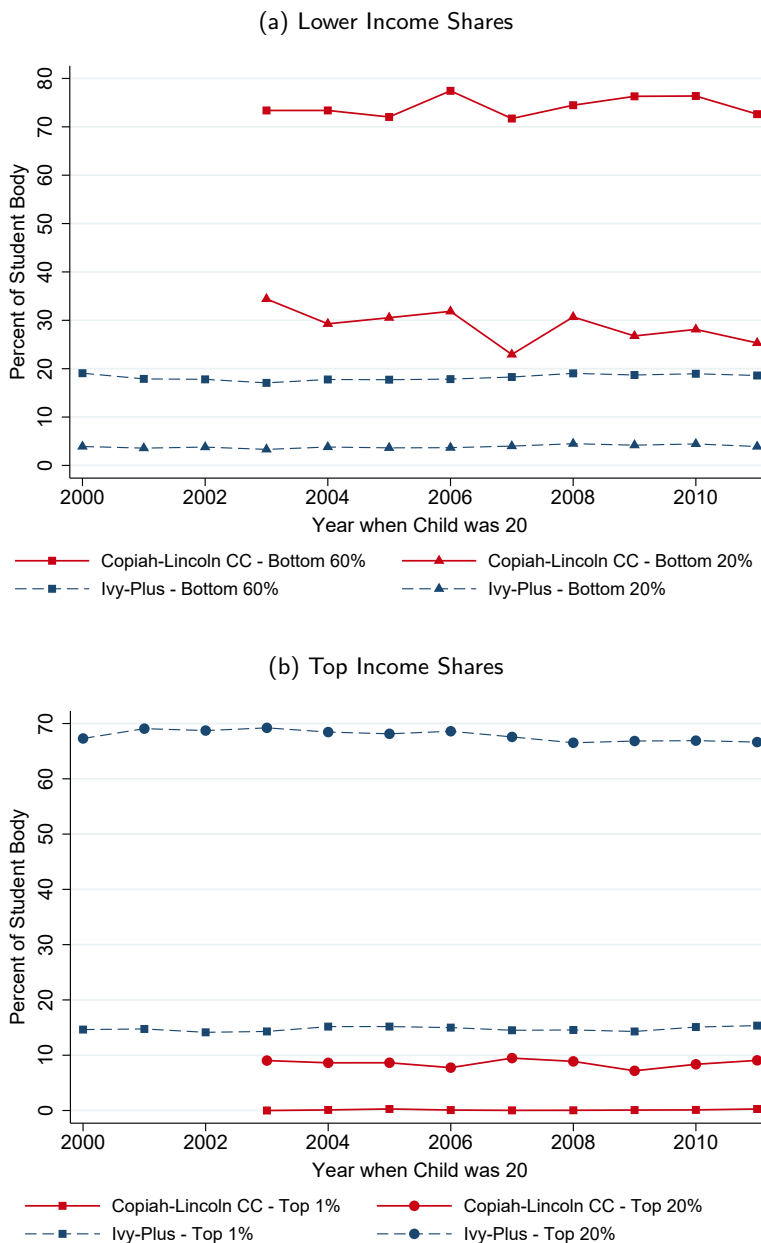 (a) Lower Income Shares
80
70
60
50
40
30
20
10
0
Percent of Student Body
2000 2002 2004 2006 2008 2010
Year when Child was 20
Copiah-Lincoln CC - Bottom 60% Copiah-Lincoln CC - Bottom 20%
Ivy-Plus - Bottom 60% Ivy-Plus - Bottom 20%
(b) Top Income Shares
70
60
50
40
30
20
10
0
Percent of Student Body
2000 2002 2004 2006 2008 2010
Year when Child was 20
Copiah-Lincoln CC - Top 1% Copiah-Lincoln CC - Top 20%
Ivy-Plus - Top 1% Ivy-Plus - Top 20%